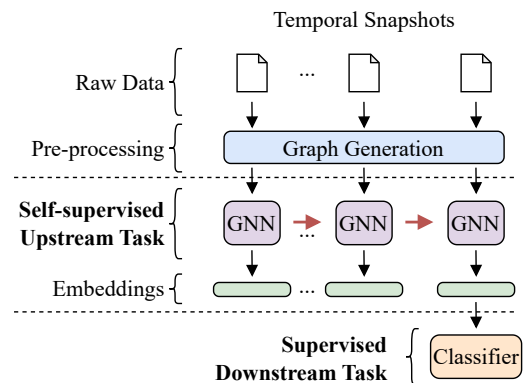 Temporal Snapshots
Raw Data
...
Pre-processing
Graph Generation
Self-supervised
Upstream Task
GNN
...
GNN
GNN
Embeddings
...
Supervised
Downstream Task
Classifier